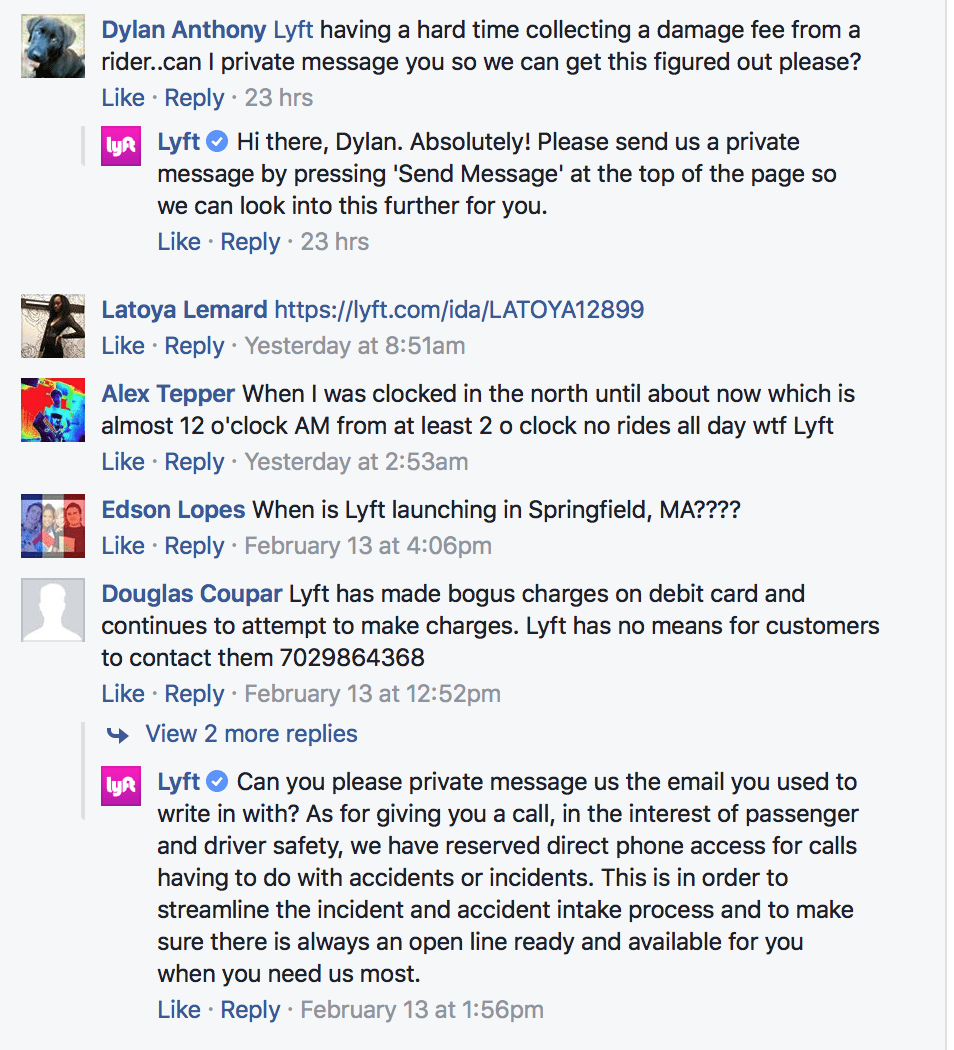 Dylan Anthony Lyft having a hard time collecting a damage fee from a
rider..can I private message you so we can get this figured out please?
Like · Reply · 23 hrs
lyft
Lyft Hi there, Dylan. Absolutely! Please send us a private
message by pressing 'Send Message' at the top of the page so
we can look into this further for you.
Like · Reply · 23 hrs
Latoya Lemard https://lyft.com/ida/LATOYA12899
Like · Reply · Yesterday at 8:51am
Alex Tepper When I was clocked in the north until about now which is
almost 12 o'clock AM from at least 2 o clock no rides all day wtf Lyft
Like · Reply · Yesterday at 2:53am
Edson Lopes When is Lyft launching in Springfield, MA????
Like · Reply · February 13 at 4:06pm
Douglas Coupar Lyft has made bogus charges on debit card and
continues to attempt to make charges. Lyft has no means for customers
to contact them 7029864368
Like · Reply · February 13 at 12:52pm
View 2 more replies
lyft
Lyft Can you please private message us the email you used to
write in with? As for giving you a call, in the interest of passenger
and driver safety, we have reserved direct phone access for calls
having to do with accidents or incidents. This is in order to
streamline the incident and accident intake process and to make
sure there is always an open line ready and available for you
when you need us most.
Like · Reply · February 13 at 1:56pm